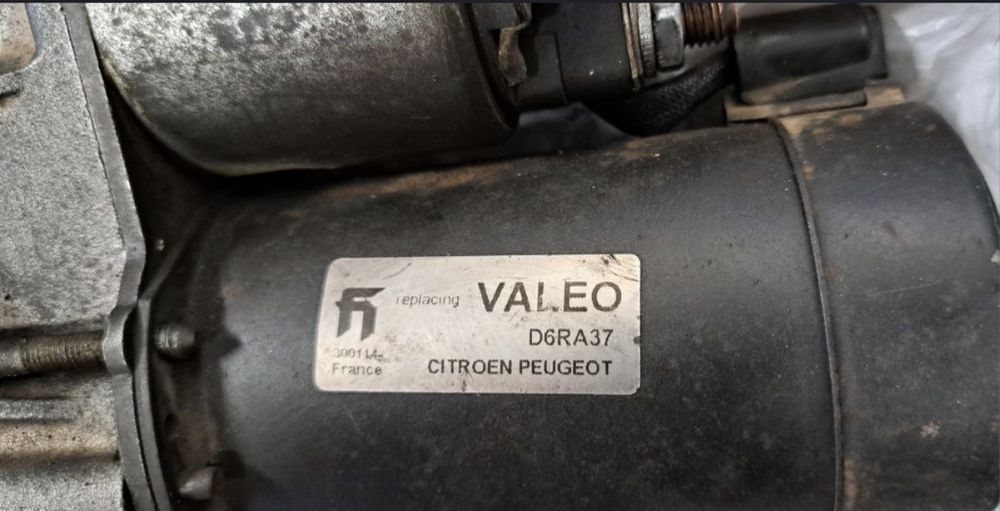 replacing VALEO
D6RA37
France
CITROEN PEUGEOT